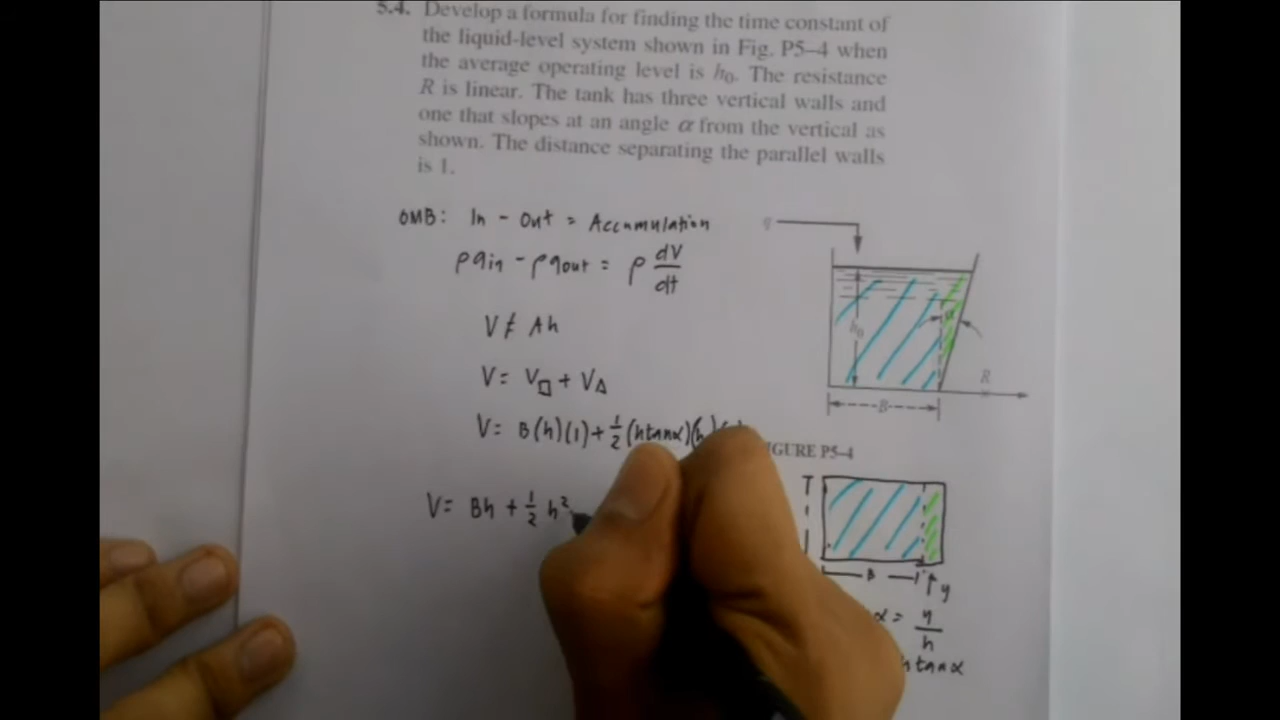 5.4. Develop a formula for finding the time constant of
the liquid-level system shown in Fig. P5–4 when
the average operating level is h₀. The resistance
R is linear. The tank has three vertical walls and
one that slopes at an angle α from the vertical as
shown. The distance separating the parallel walls
is 1.
OMB: In - Out = Accumulation
ρqin - ρqout = ρ dV/dt
V ≠ Ah
V = V□ + VΔ
V = B(h)(1) + 1/2 (htanα)(h)
V = Bh + 1/2 h²
h₀
α
R
B
GURE P5–4
B
y
α = y/h
h tanα